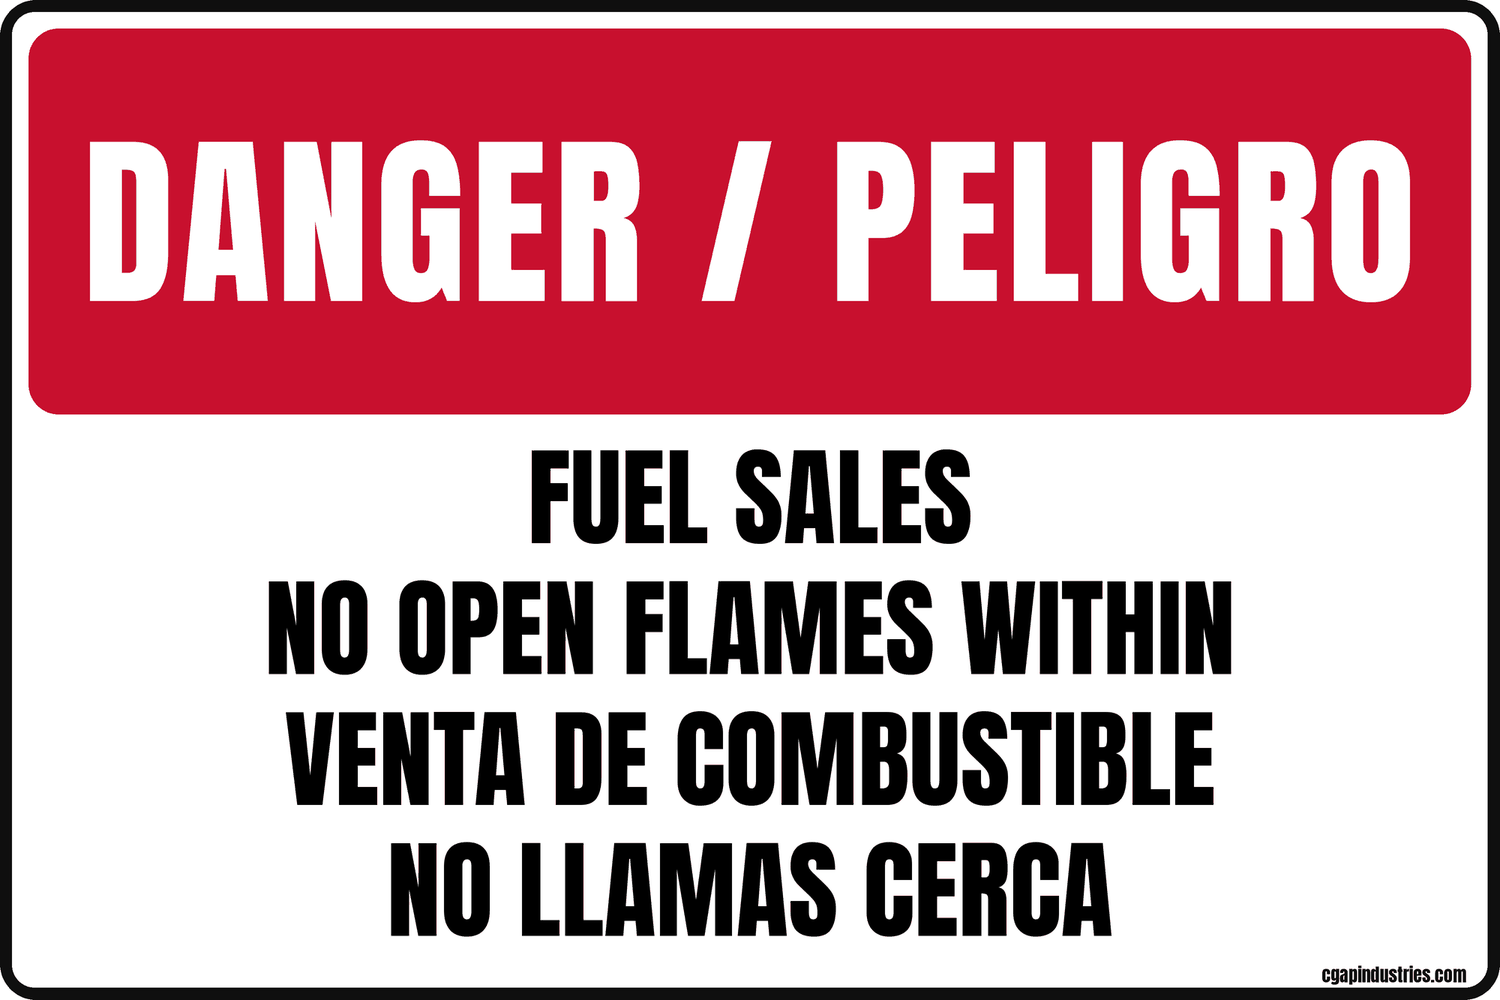 DANGER / PELIGRO
FUEL SALES
NO OPEN FLAMES WITHIN
VENTA DE COMBUSTIBLE
NO LLAMAS CERCA
cgapindustries.com